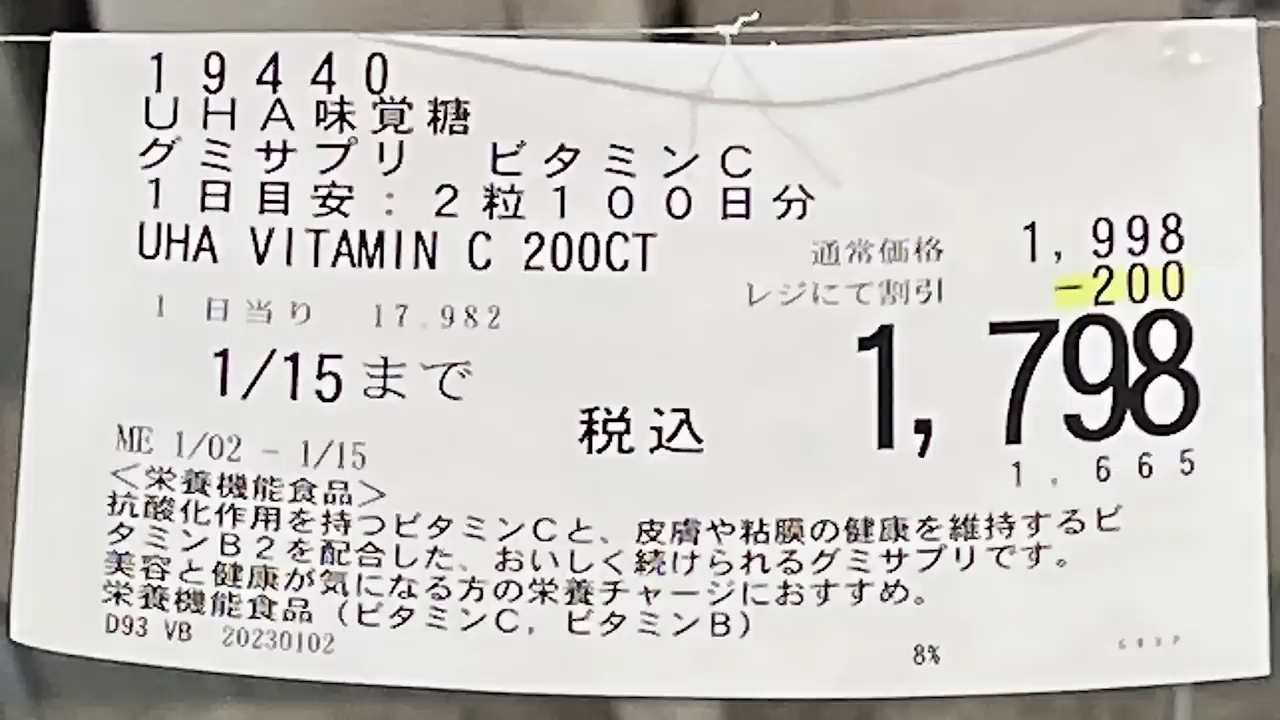 19440
UHA味覚糖
グミサプリ ビタミンC
1日目安:2粒100日分
UHA VITAMIN C 200CT
通常価格 1,998
レジにて割引 -200
1日当り 17.982
1,798
1/15まで
税込
1.665
ME 1/02 - 1/15
<栄養機能食品>
抗酸化作用を持つビタミンCと、皮膚や粘膜の健康を維持するビ
タミンB2を配合した、おいしく続けられるグミサプリです。
美容と健康が気になる方の栄養チャージにおすすめ。
栄養機能食品(ビタミンC,ビタミンB)
D93 VB 20230102
8%